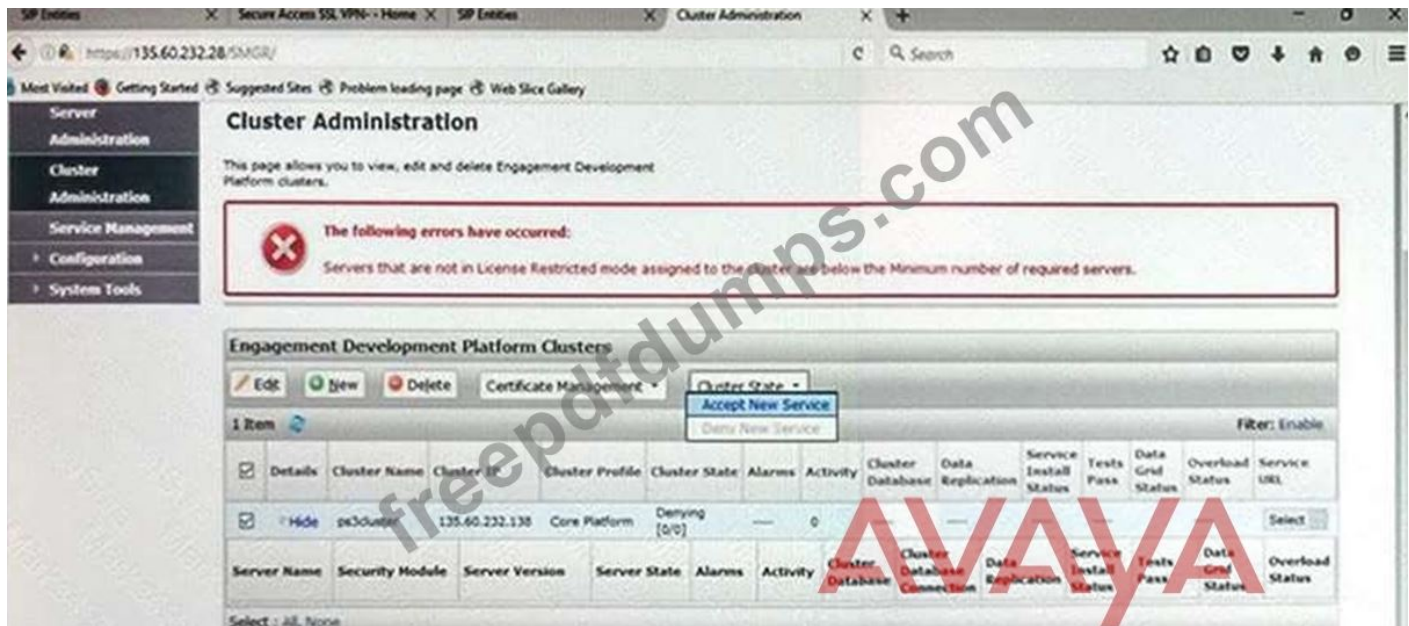 SIP Entities × Secure Access SSL VPN- - Home × SIP Entities × Cluster Administration × +
https://135.60.232.28/SMGR/ Search
Most Visited Getting Started Suggested Sites Problem loading page Web Slice Gallery
Server Administration
Cluster Administration
Service Management
Configuration
System Tools
Cluster Administration
This page allows you to view, edit and delete Engagement Development
Platform clusters.
The following errors have occurred:
Servers that are not in License Restricted mode assigned to the cluster are below the Minimum number of required servers.
Engagement Development Platform Clusters
Edit New Delete Certificate Management Cluster State
Accept New Service
Deny New Service
1 Item Filter: Enable
Details Cluster Name Cluster IP Cluster Profile Cluster State Alarms Activity Cluster Database Data Replication Service Install Status Tests Pass Data Grid Status Overload Status Service URL
Hide ps3cluster 135.60.232.138 Core Platform Denying [0/0] --- 0 --- --- --- --- --- --- Select
Server Name Security Module Server Version Server State Alarms Activity Cluster Database Cluster Database Connection Data Replication Service Install Status Tests Pass Data Grid Status Overload Status
Select : All, None
freepdfdumps.com
AVAYA